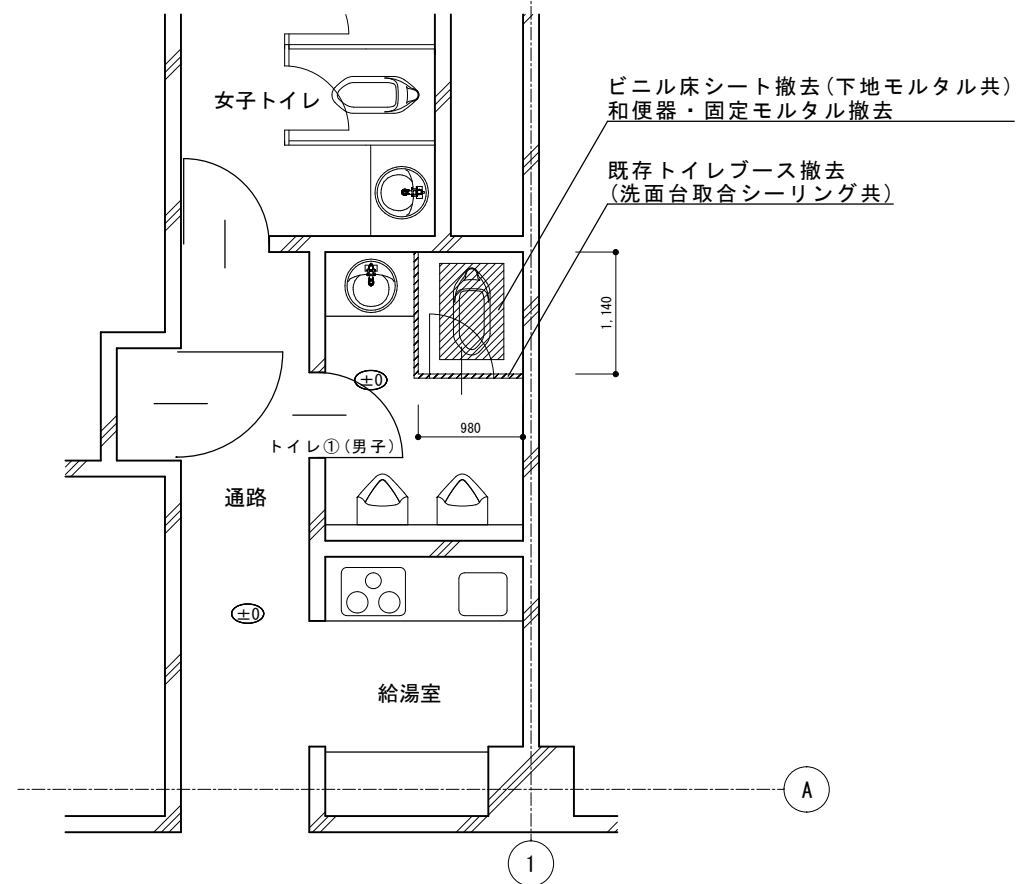 女子トイレ
ビニル床シート撤去(下地モルタル共)
和便器・固定モルタル撤去
既存トイレブース撤去
(洗面台取合シーリング共)
1,140
±0
980
トイレ①(男子)
通路
±0
給湯室
A
1